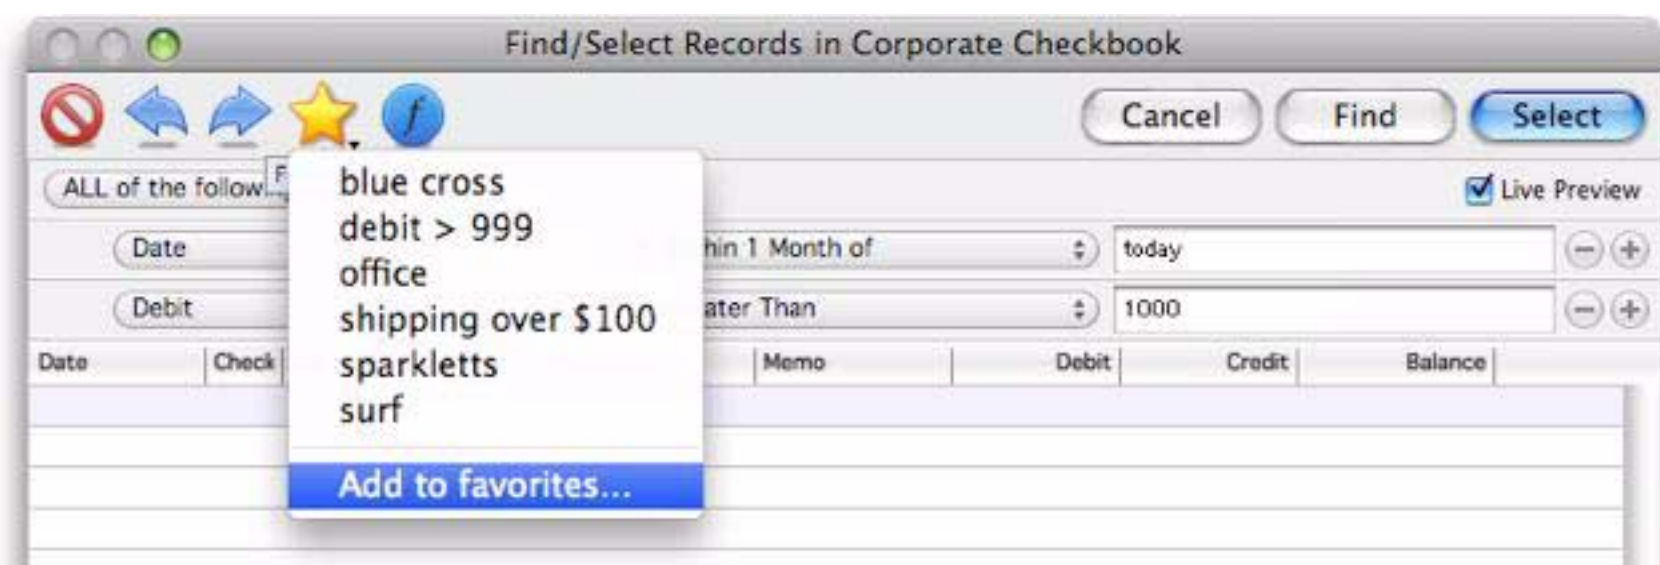 Find/Select Records in Corporate Checkbook
f
Cancel Find Select
ALL of the follow
Live Preview
blue cross
debit > 999
office
shipping over $100
sparkletts
surf
Add to favorites...
Date hin 1 Month of today
Debit ater Than 1000
Date Check Memo Debit Credit Balance